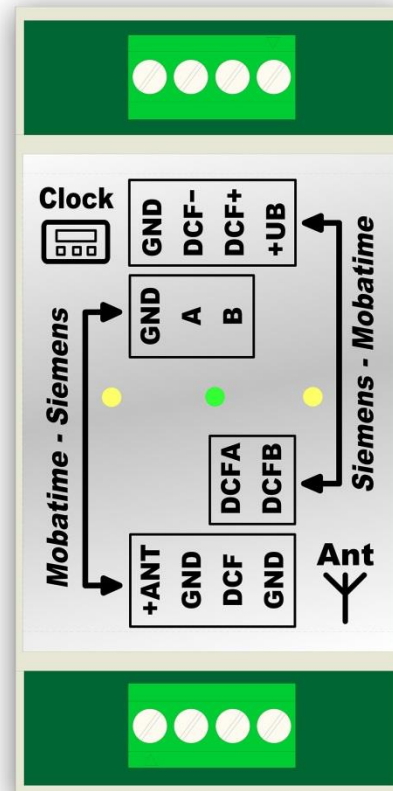 Clock
GND
DCF-
DCF+
+UB
GND
A
B
Mobatime - Siemens
Siemens - Mobatime
DCFA
DCFB
+ANT
GND
DCF
GND
Ant